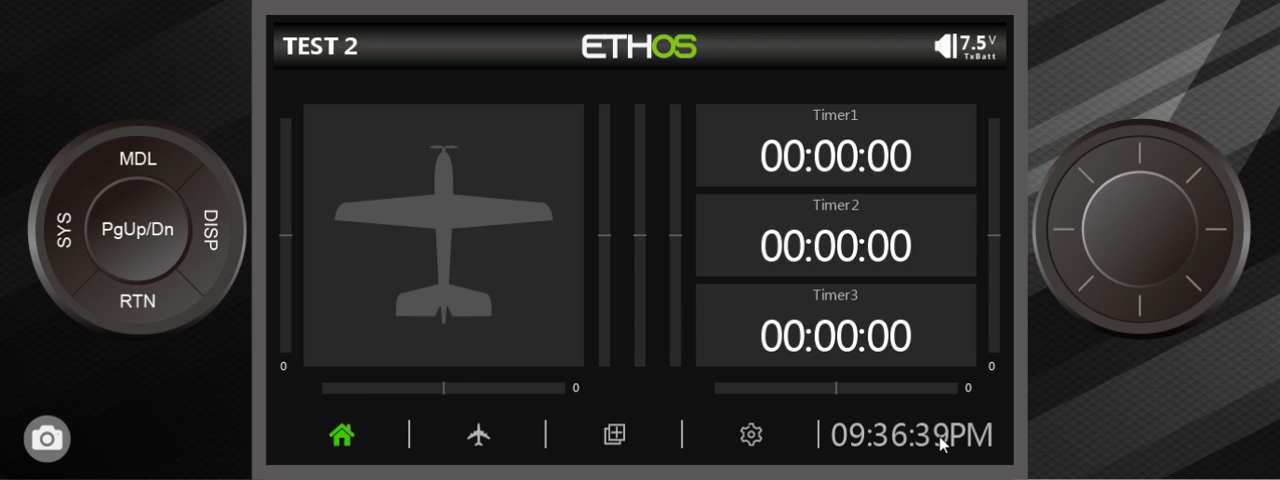 TEST 2
ETHOS
7.5V
TxBatt
MDL
SYS
PgUp/Dn
DISP
RTN
Timer1
00:00:00
Timer2
00:00:00
Timer3
00:00:00
0
0
0
0
09:36:39PM